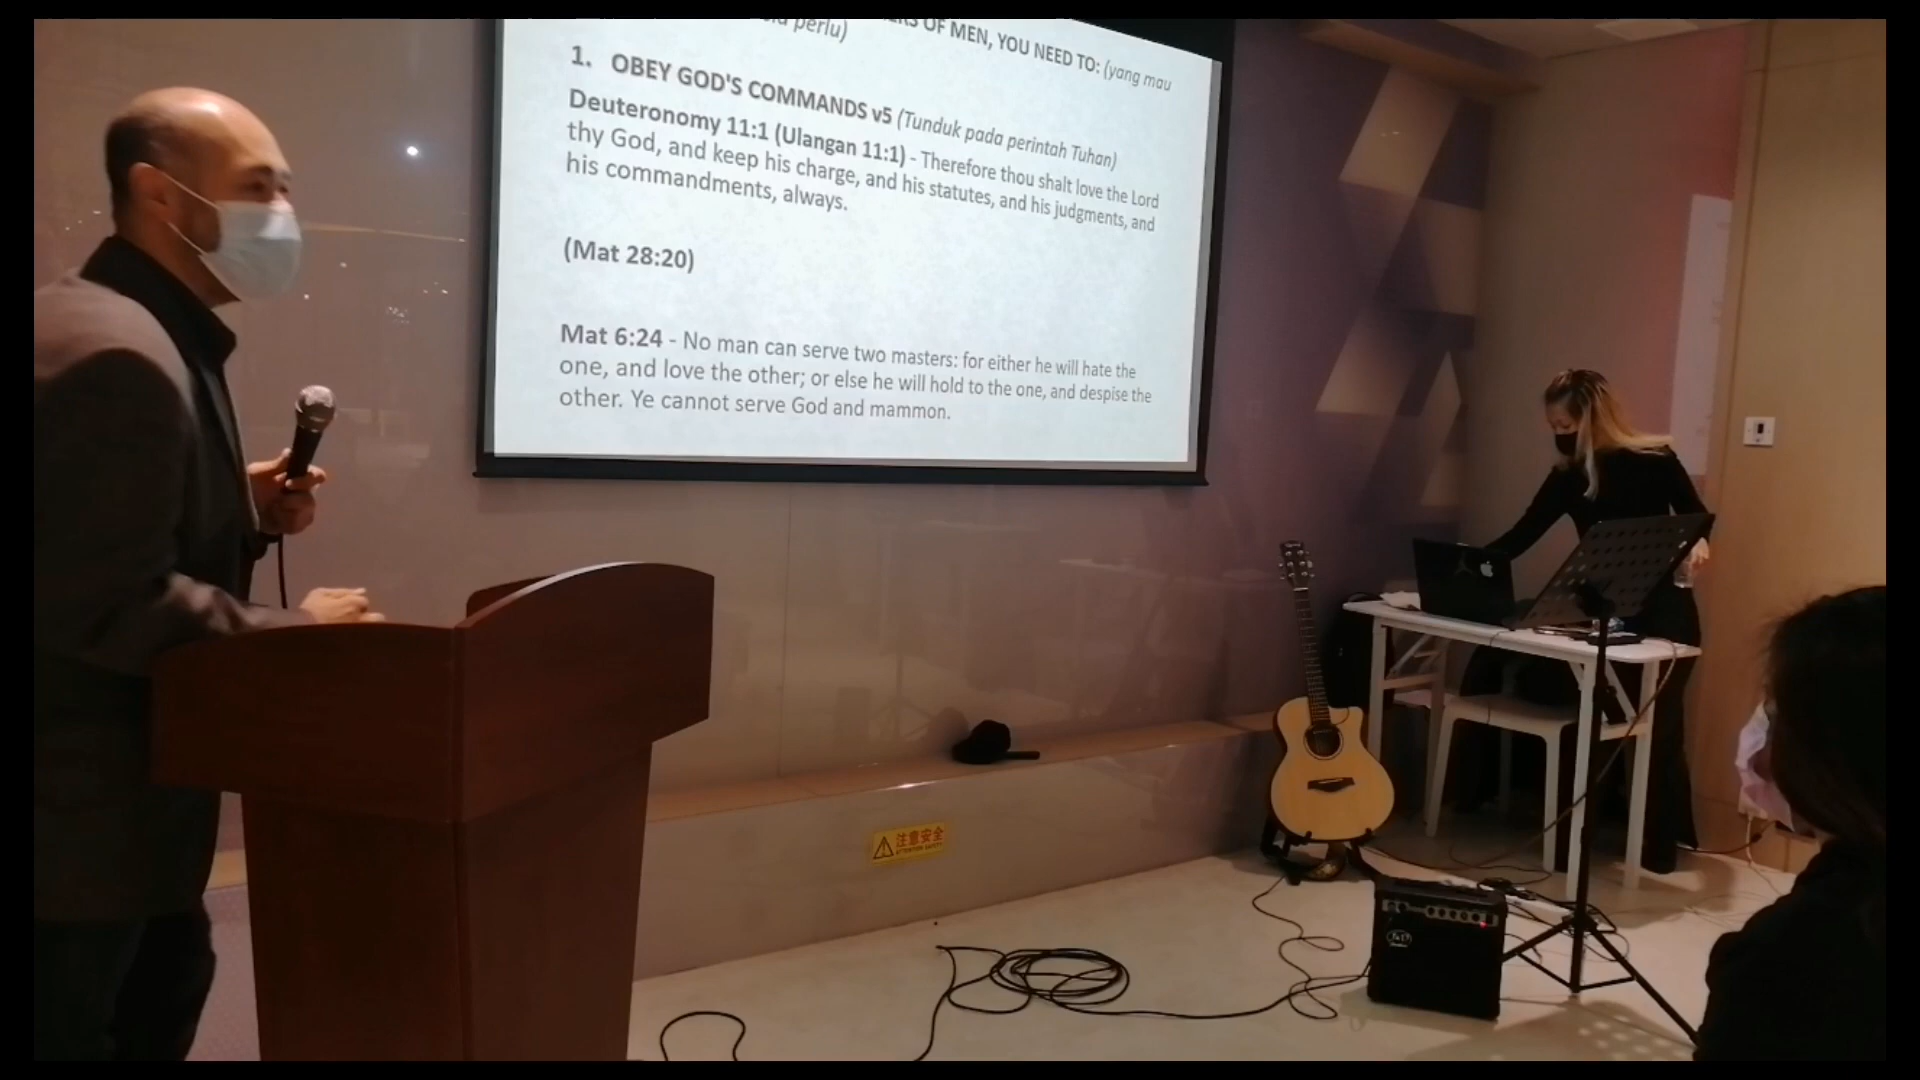 OF MEN, YOU NEED TO: (yang mau
perlu)
1. OBEY GOD'S COMMANDS v5 (Tunduk pada perintah Tuhan)
Deuteronomy 11:1 (Ulangan 11:1) - Therefore thou shalt love the Lord
thy God, and keep his charge, and his statutes, and his judgments, and
his commandments, always.
(Mat 28:20)
Mat 6:24 - No man can serve two masters: for either he will hate the
one, and love the other; or else he will hold to the one, and despise the
other. Ye cannot serve God and mammon.
注意安全